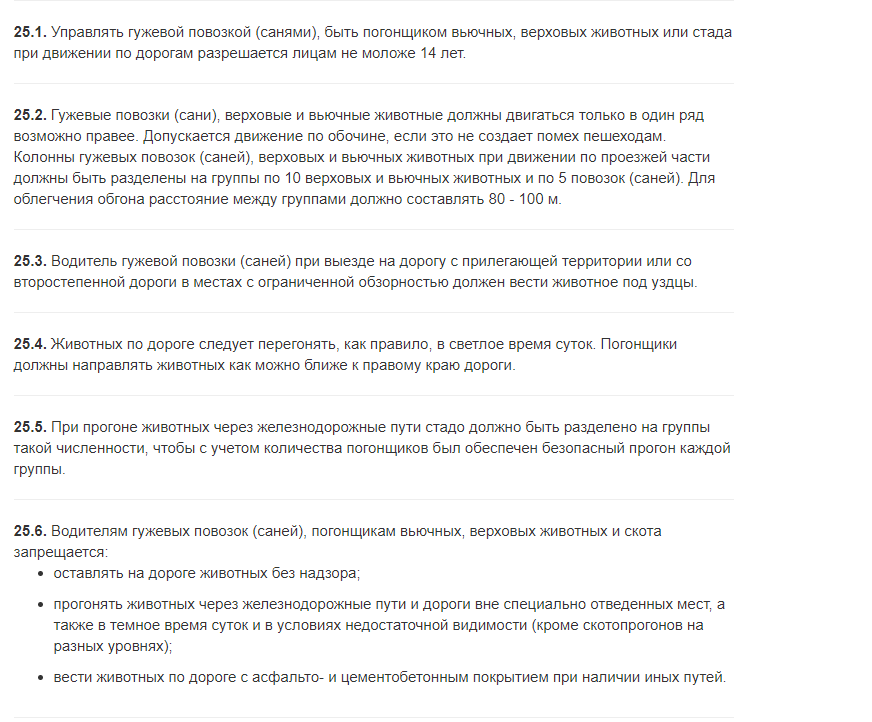 25.1. Управлять гужевой повозкой (санями), быть погонщиком вьючных, верховых животных или стада
при движении по дорогам разрешается лицам не моложе 14 лет.
25.2. Гужевые повозки (сани), верховые и вьючные животные должны двигаться только в один ряд
возможно правее. Допускается движение по обочине, если это не создает помех пешеходам.
Колонны гужевых повозок (саней), верховых и вьючных животных при движении по проезжей части
должны быть разделены на группы по 10 верховых и вьючных животных и по 5 повозок (саней). Для
облегчения обгона расстояние между группами должно составлять 80 - 100 м.
25.3. Водитель гужевой повозки (саней) при выезде на дорогу с прилегающей территории или со
второстепенной дороги в местах с ограниченной обзорностью должен вести животное под уздцы.
25.4. Животных по дороге следует перегонять, как правило, в светлое время суток. Погонщики
должны направлять животных как можно ближе к правому краю дороги.
25.5. При прогоне животных через железнодорожные пути стадо должно быть разделено на группы
такой численности, чтобы с учетом количества погонщиков был обеспечен безопасный прогон каждой
группы.
25.6. Водителям гужевых повозок (саней), погонщикам вьючных, верховых животных и скота
запрещается:
• оставлять на дороге животных без надзора;
• прогонять животных через железнодорожные пути и дороги вне специально отведенных мест, а
также в темное время суток и в условиях недостаточной видимости (кроме скотопрогонов на
разных уровнях);
• вести животных по дороге с асфальто- и цементобетонным покрытием при наличии иных путей.